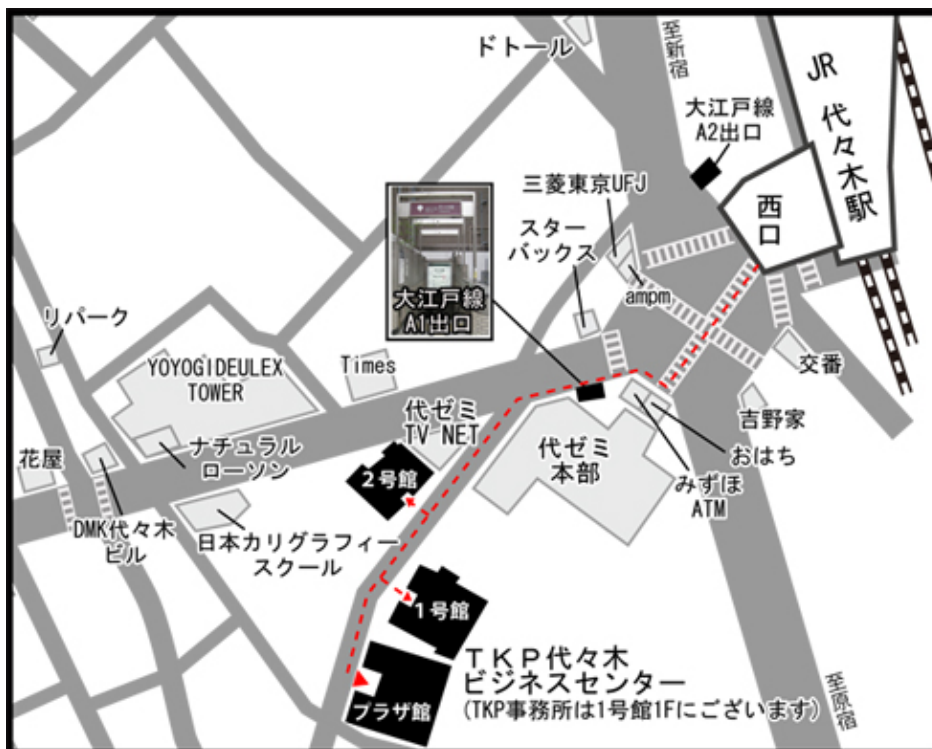 ドトール
至新宿
JR 代々木駅
大江戸線
A2出口
西口
三菱東京UFJ
スター
バックス
ampm
大江戸線
A1出口
リパーク
YOYOGIDEULEX
TOWER
Times
交番
吉野家
おはち
みずほ
ATM
代ゼミ
TV NET
代ゼミ
本部
花屋
ナチュラル
ローソン
2号館
DMK代々木
ビル
日本カリグラフィー
スクール
1号館
TKP代々木
ビジネスセンター
(TKP事務所は1号館1Fにございます)
プラザ館
至原宿